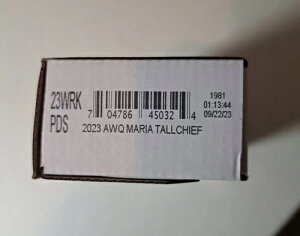 23WRK
PDS
7 04786 45032 4
2023 AWQ MARIA TALLCHIEF
1981
01:13:44
09/22/23